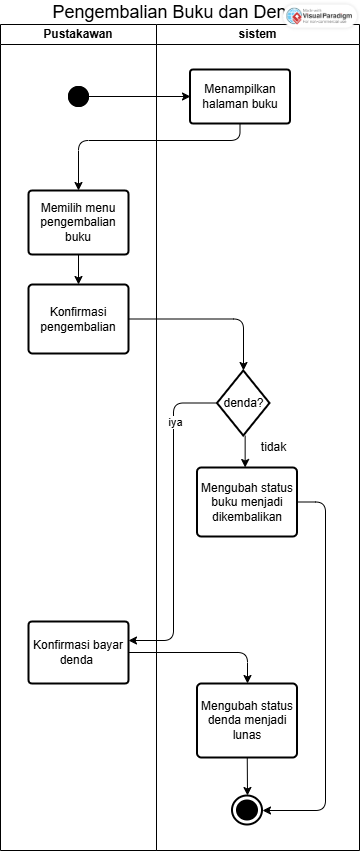 Pengembalian Buku dan Den
Visual Paradigm
Pustakawan
sistem
Menampilkan
halaman buku
Memilih menu
pengembalian
buku
Konfirmasi
pengembalian
denda?
iya
tidak
Mengubah status
buku menjadi
dikembalikan
Konfirmasi bayar
denda
Mengubah status
denda menjadi
lunas